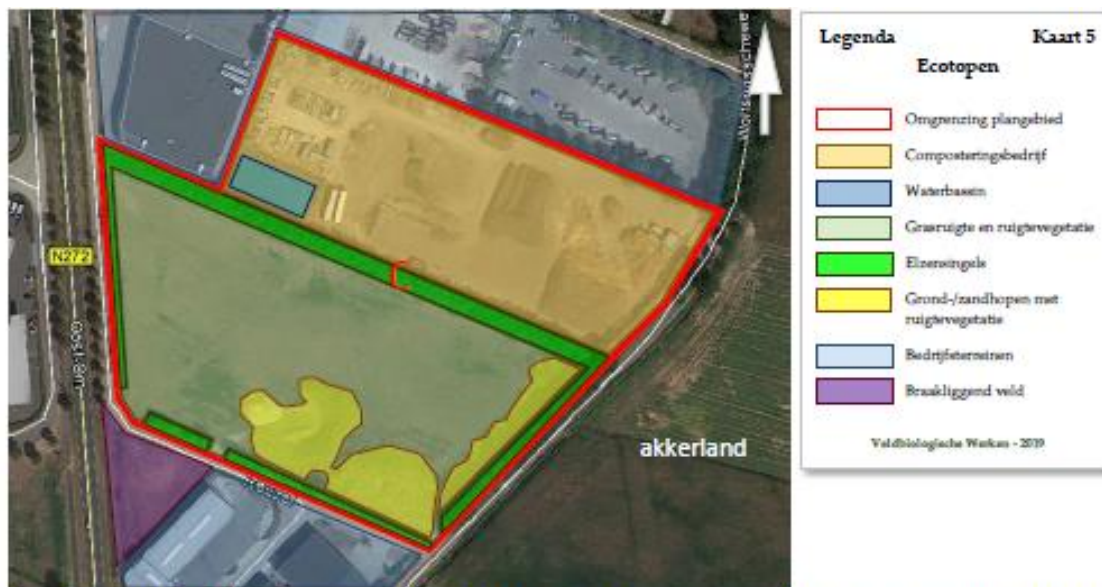 Legenda Kaart 5
Ecotopen
Omgrenzing plangebied
Composteringsbedrijf
Waterbassin
Grasruigte en ruigtevegetatie
Elzensingels
Grond-/zandhopen met
ruigtevegetatie
Bedrijfsterreinen
Braakliggend veld
Veldbiologische Werken - 2019
N272
akkerland